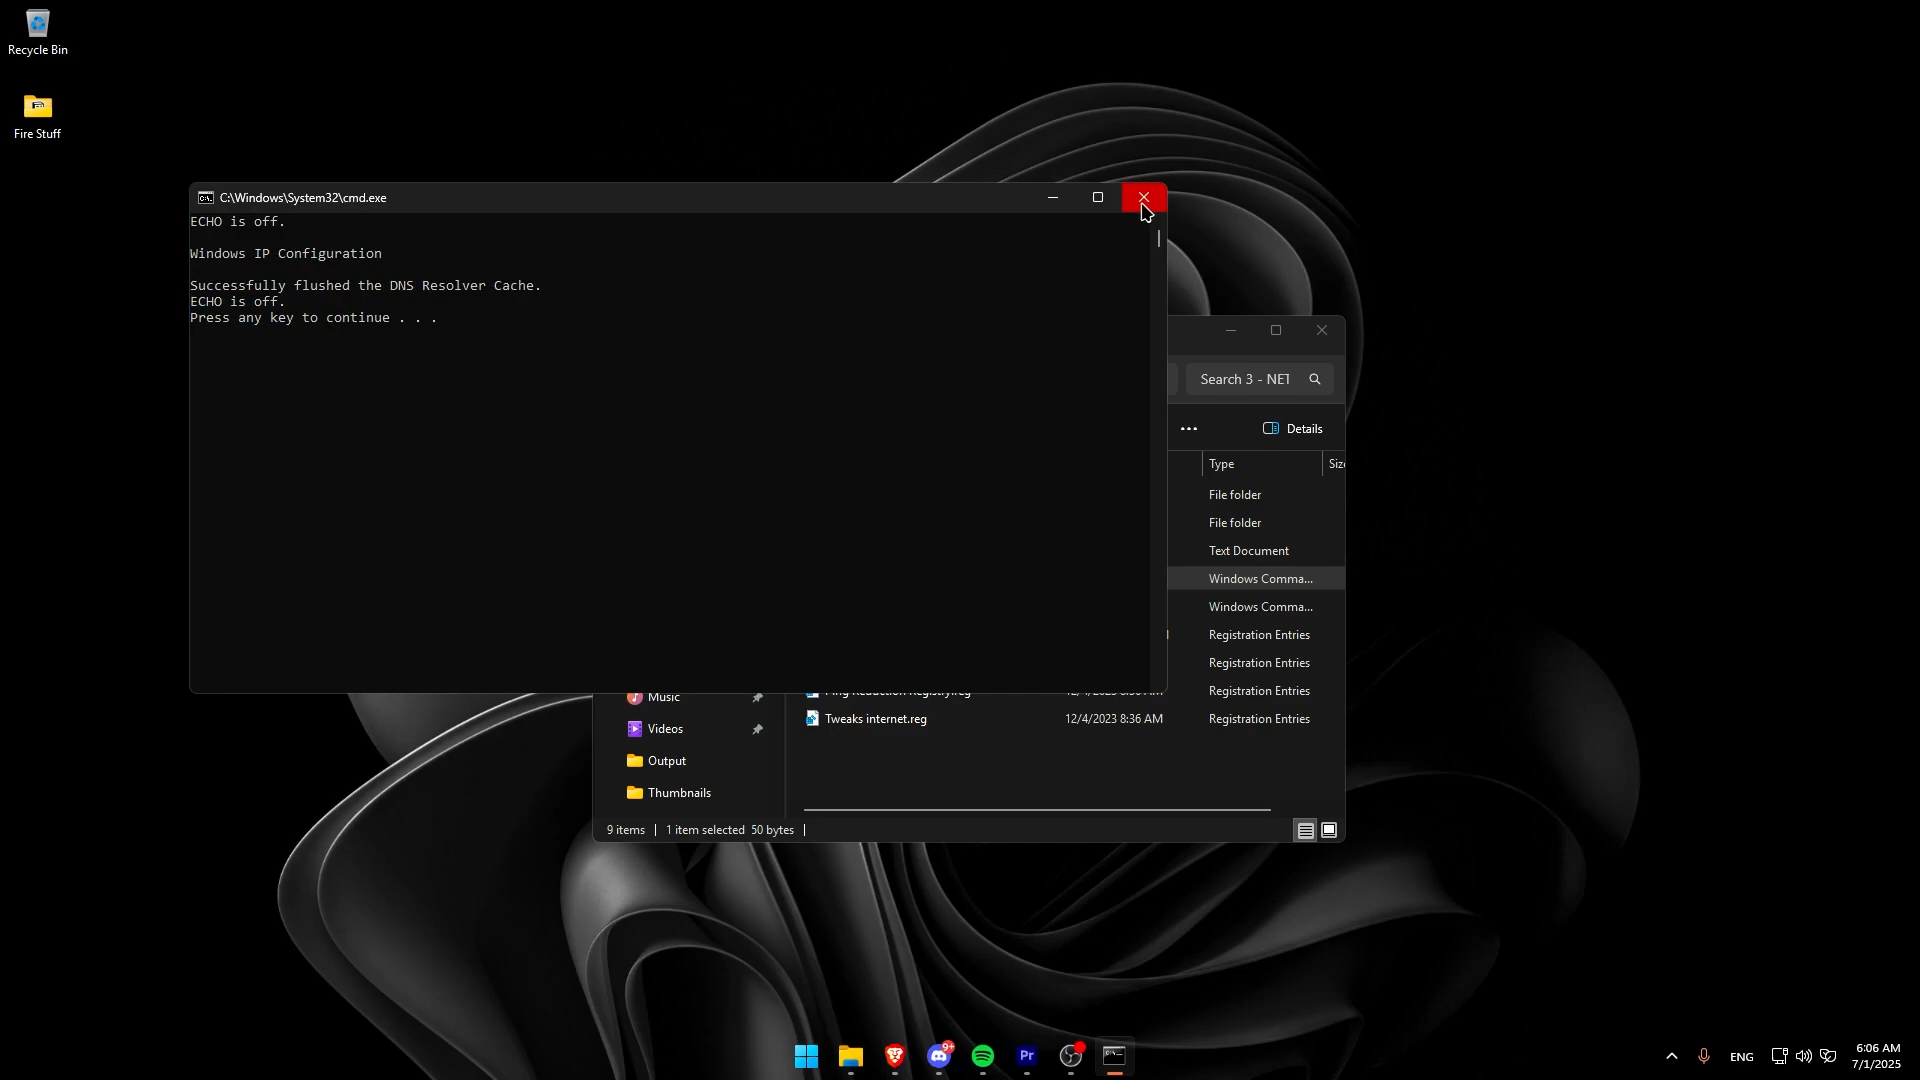 Recycle Bin
Fire Stuff
C:\Windows\System32\cmd.exe
ECHO is off.
Windows IP Configuration
Successfully flushed the DNS Resolver Cache.
ECHO is off.
Press any key to continue . . .
Search 3 - NET
Details
Type
Size
File folder
File folder
Text Document
Windows Comma...
Windows Comma...
Registration Entries
Registration Entries
Registration Entries
Music
Videos
Tweaks internet.reg 12/4/2023 8:36 AM Registration Entries
Output
Thumbnails
9 items 1 item selected 50 bytes
9+
Pr
ENG
6:06 AM
7/1/2025